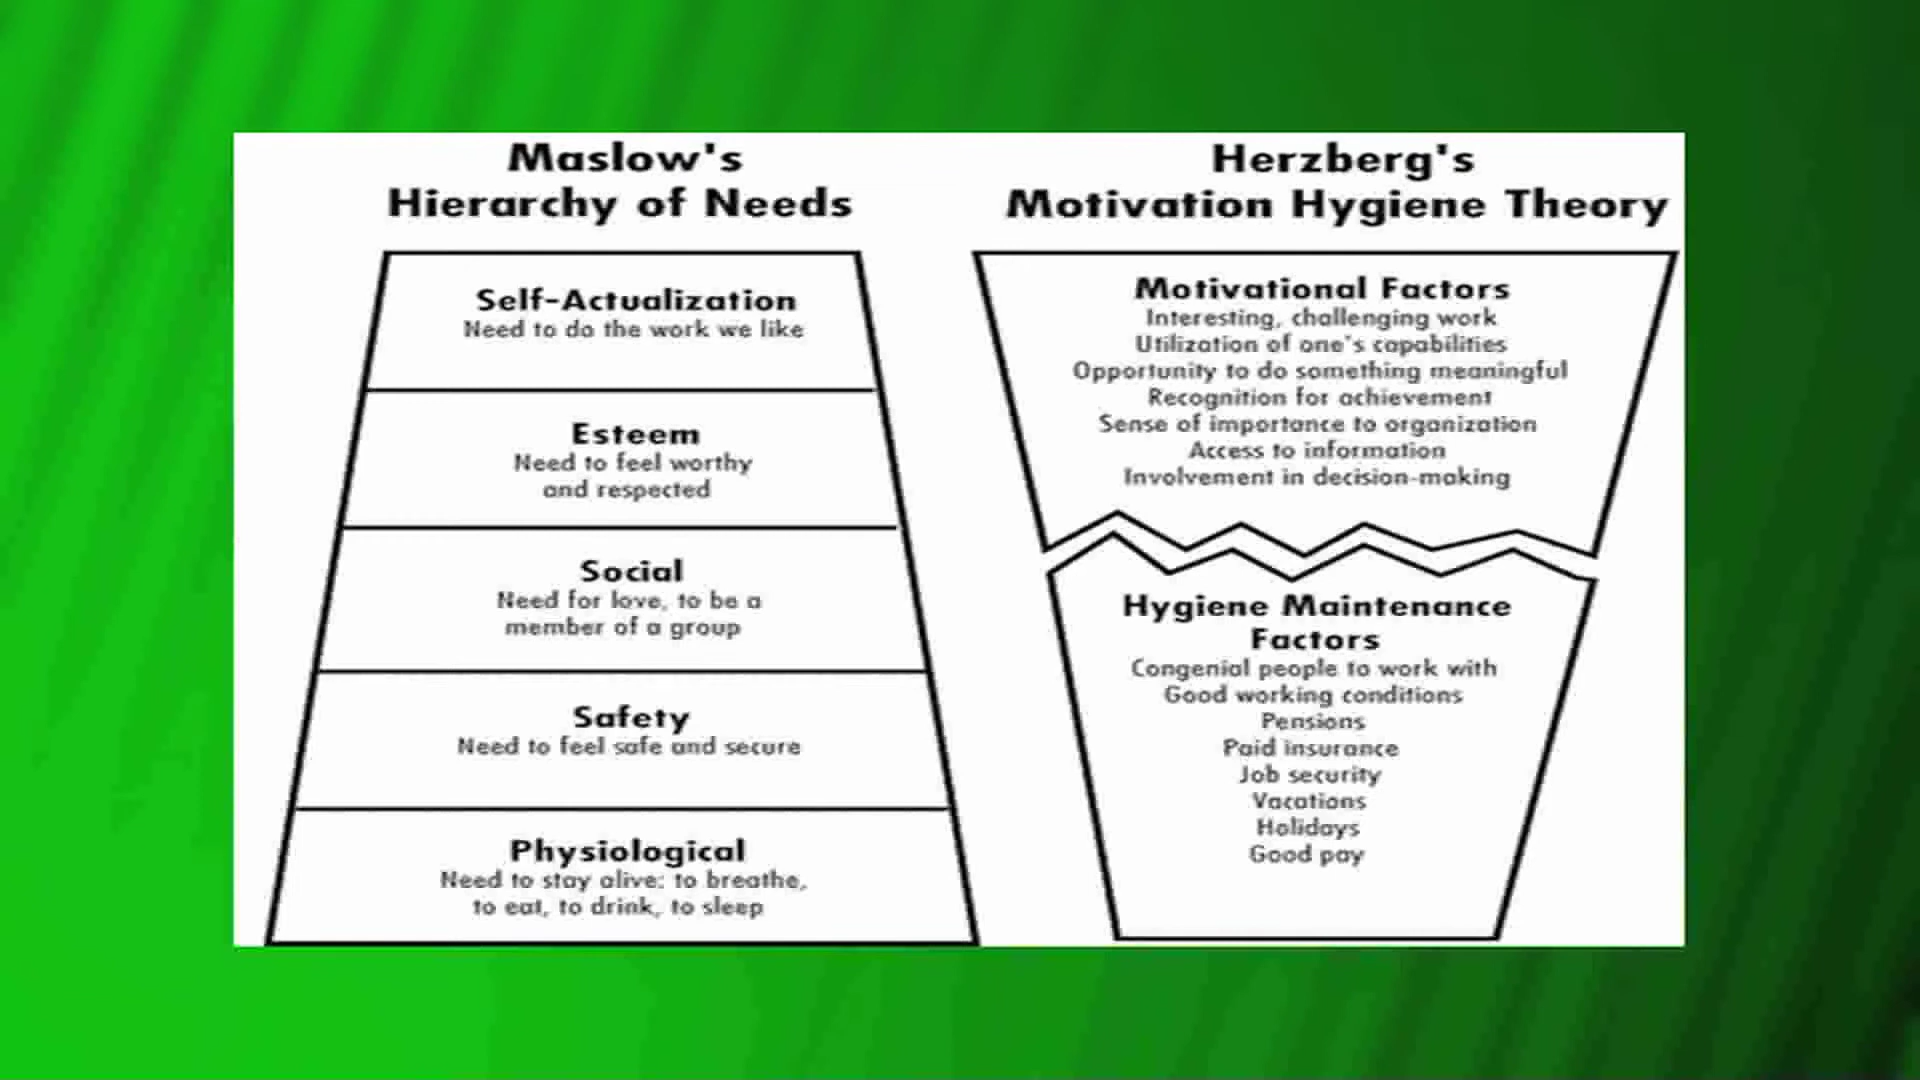 Maslow's
Hierarchy of Needs
Self-Actualization
Need to do the work we like
Esteem
Need to feel worthy
and respected
Social
Need for love, to be a
member of a group
Safety
Need to feel safe and secure
Physiological
Need to stay alive: to breathe,
to eat, to drink, to sleep
Herzberg's
Motivation Hygiene Theory
Motivational Factors
Interesting, challenging work
Utilization of one's capabilities
Opportunity to do something meaningful
Recognition for achievement
Sense of importance to organization
Access to information
Involvement in decision-making
Hygiene Maintenance
Factors
Congenial people to work with
Good working conditions
Pensions
Paid insurance
Job security
Vacations
Holidays
Good pay